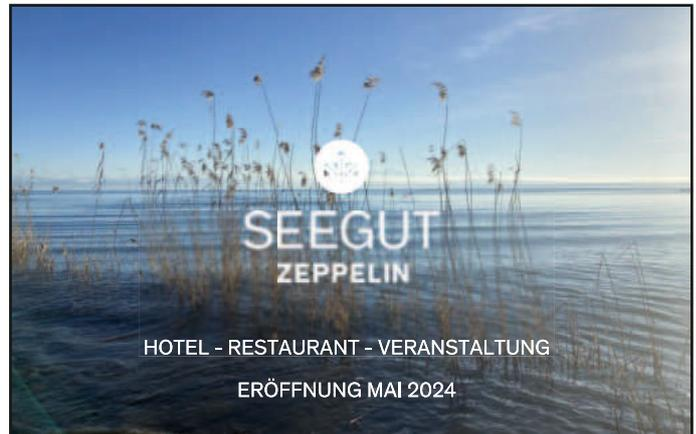 SEEGUT
ZEPPELIN
HOTEL - RESTAURANT - VERANSTALTUNG
ERÖFFNUNG MAI 2024